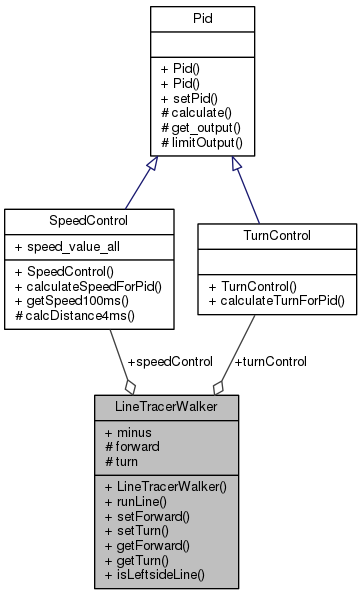 Pid
+ Pid()
+ Pid()
+ setPid()
# calculate()
# get_output()
# limitOutput()
SpeedControl
+ speed_value_all
+ SpeedControl()
+ calculateSpeedForPid()
+ getSpeed100ms()
# calcDistance4ms()
TurnControl
+ TurnControl()
+ calculateTurnForPid()
+speedControl
+turnControl
LineTracerWalker
+ minus
# forward
# turn
+ LineTracerWalker()
+ runLine()
+ setForward()
+ setTurn()
+ getForward()
+ getTurn()
+ isLeftsideLine()